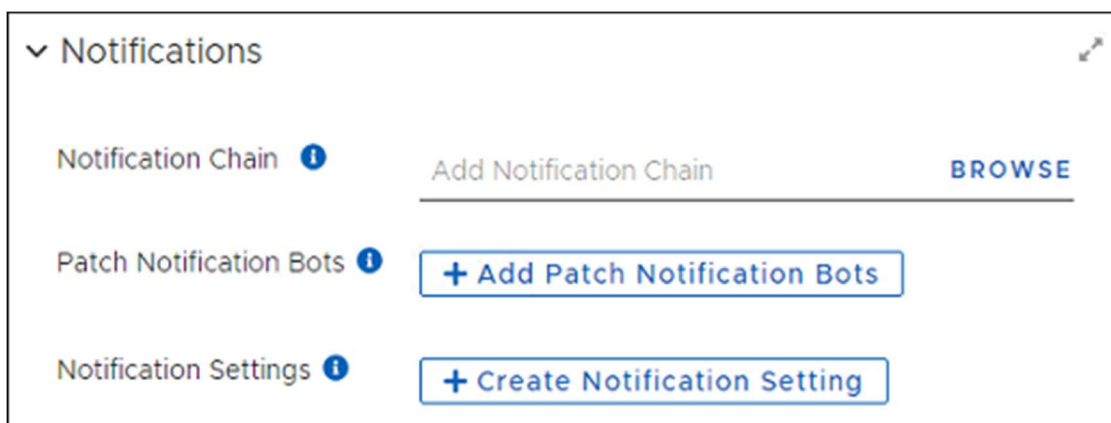 Notifications
Notification Chain
Add Notification Chain BROWSE
Patch Notification Bots
+ Add Patch Notification Bots
Notification Settings
+ Create Notification Setting